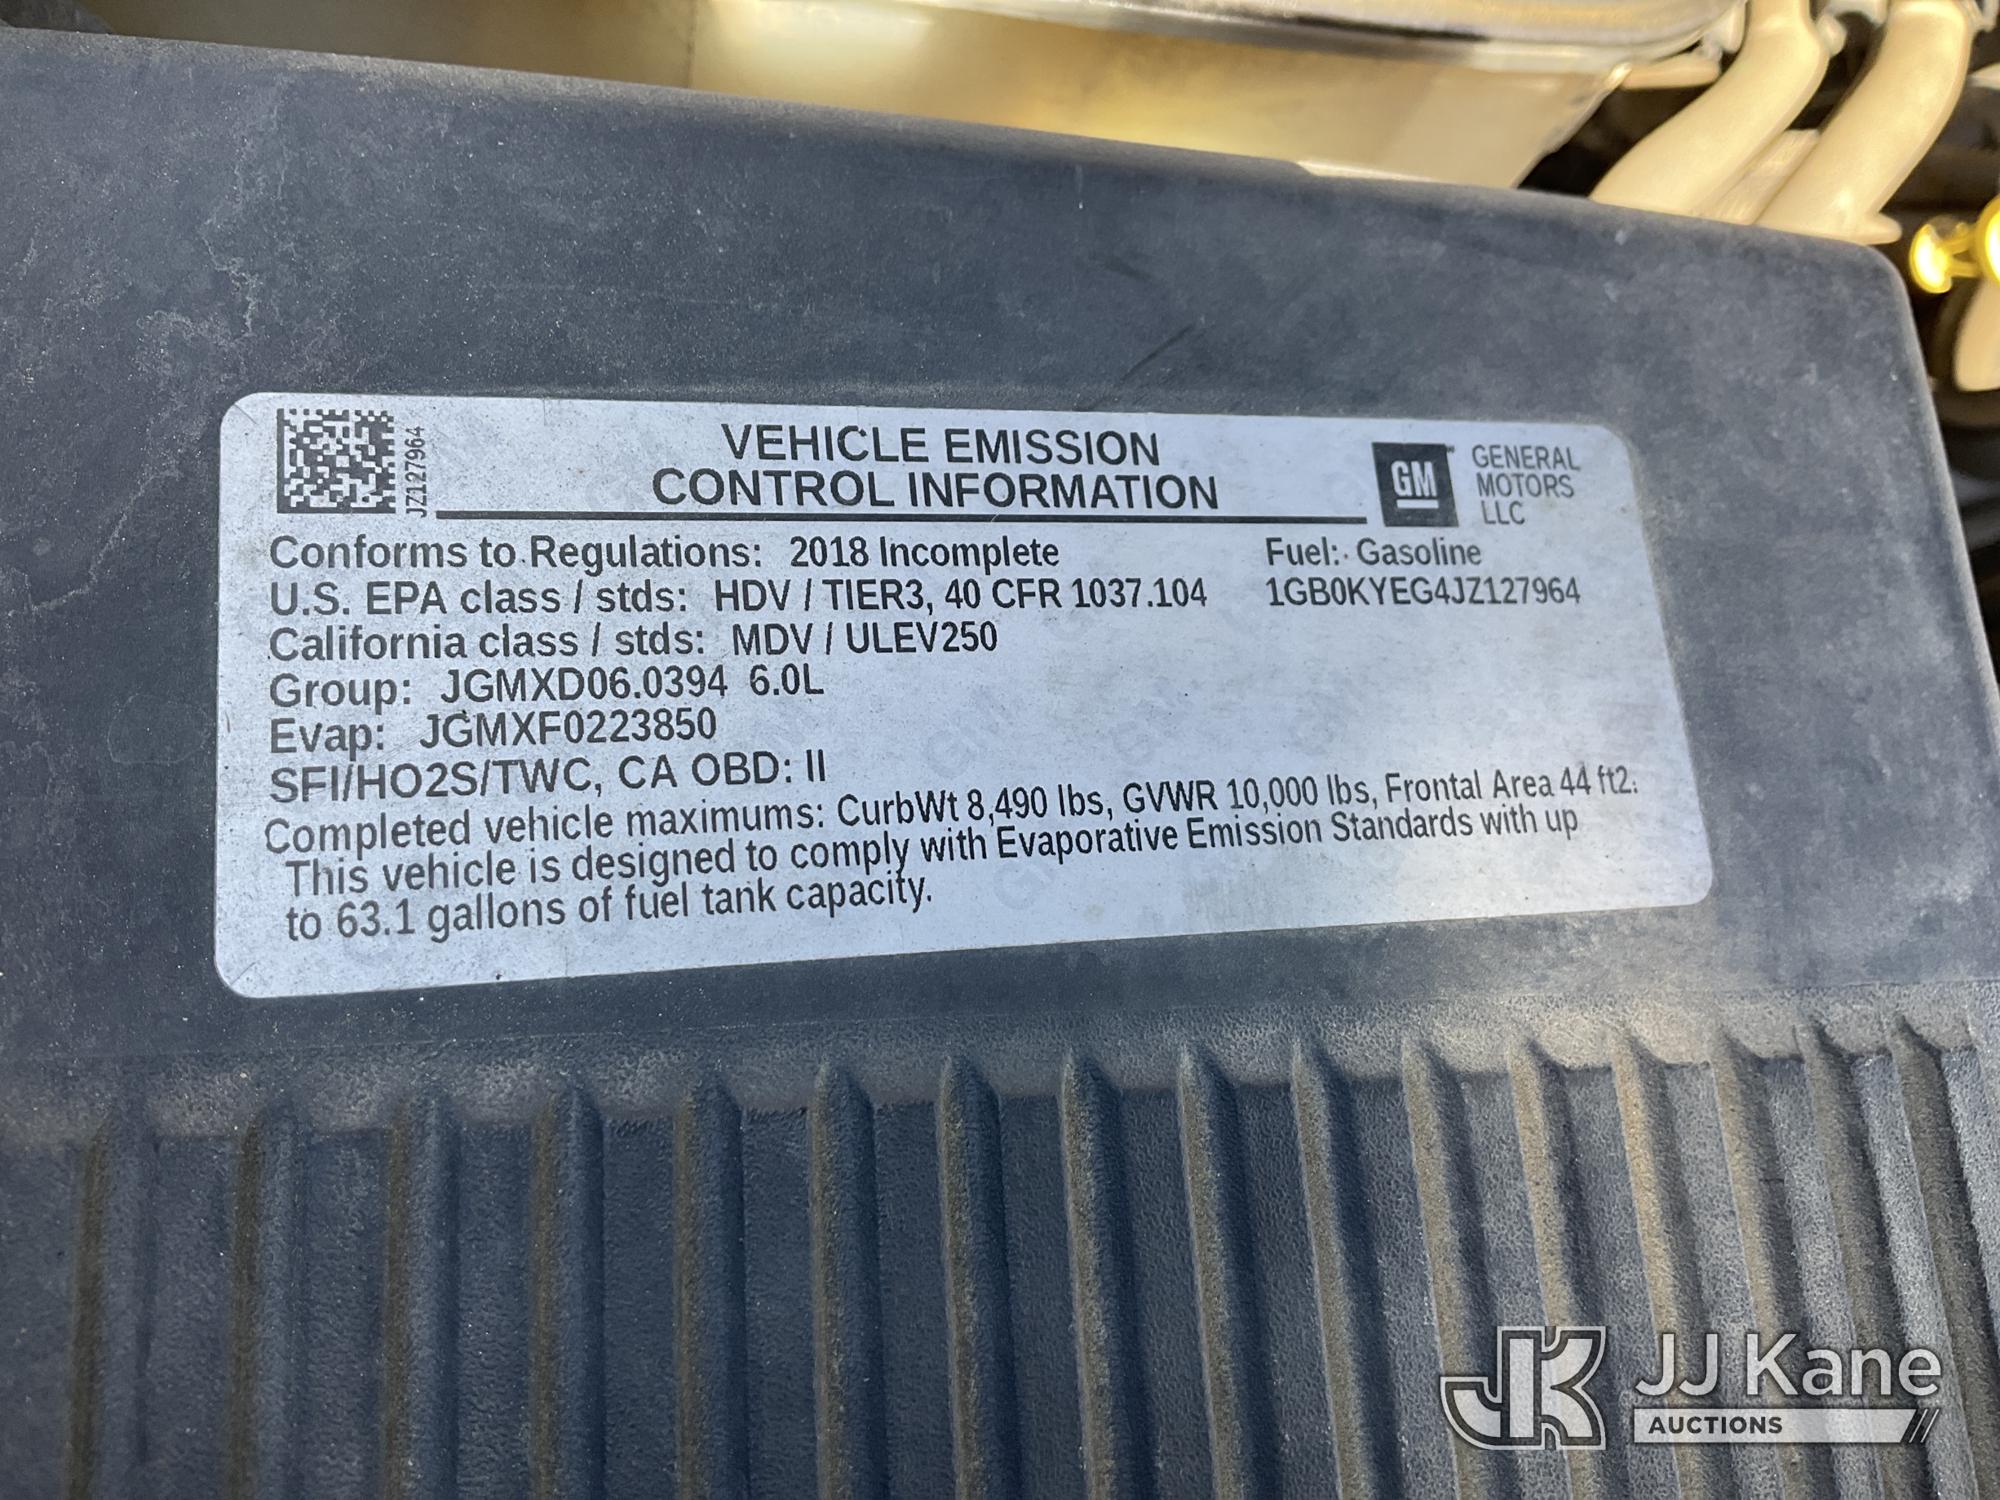 JZ127964
VEHICLE EMISSION
CONTROL INFORMATION
GM
GENERAL
MOTORS
LLC
Conforms to Regulations: 2018 Incomplete
Fuel: Gasoline
U.S. EPA class / stds: HDV / TIER3, 40 CFR 1037.104
1GB0KYEG4JZ127964
California class / stds: MDV / ULEV250
Group: JGMXD06.0394 6.0L
Evap: JGMXF0223850
SFI/HO2S/TWC, CA OBD: II
Completed vehicle maximums: CurbWt 8,490 lbs, GVWR 10,000 lbs, Frontal Area 44 ft2.
This vehicle is designed to comply with Evaporative Emission Standards with up
to 63.1 gallons of fuel tank capacity.
JK JJ Kane
AUCTIONS